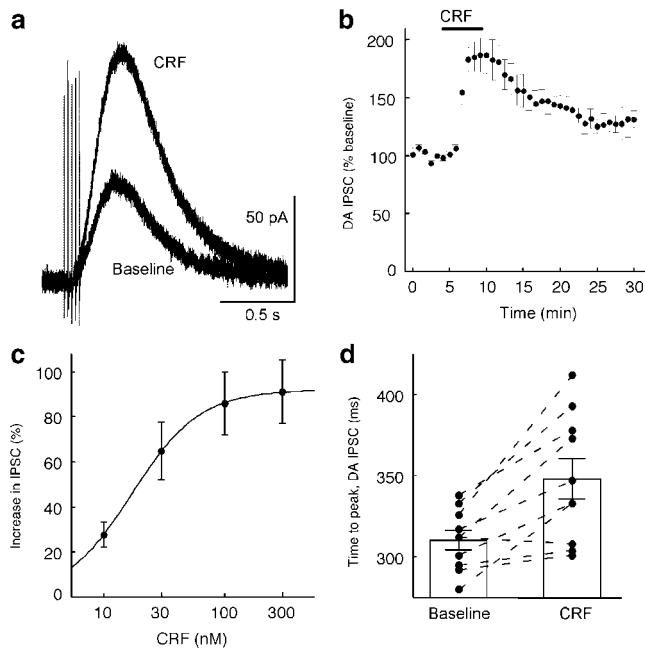 a
CRF
50 pA
Baseline
0.5 s
b
CRF
DA IPSC (% baseline)
200
150
100
50
0
0 5 10 15 20 25 30
Time (min)
c
Increase in IPSC (%)
100
80
60
40
20
0
10 30 100 300
CRF (nM)
d
Time to peak, DA IPSC (ms)
400
350
300
Baseline CRF